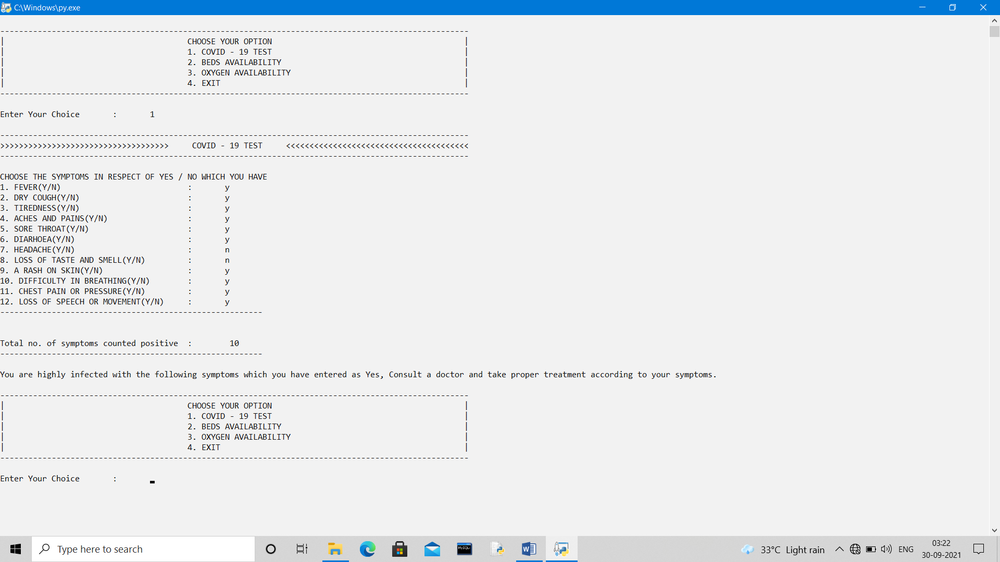 C:\Windows\py.exe
----------------------------------------------------------------------------------------------------
| CHOOSE YOUR OPTION |
| 1. COVID - 19 TEST |
| 2. BEDS AVAILABILITY |
| 3. OXYGEN AVAILABILITY |
| 4. EXIT |
----------------------------------------------------------------------------------------------------
Enter Your Choice : 1
----------------------------------------------------------------------------------------------------
>>>>>>>>>>>>>>>>>>>>>>>>>>>>>>>>>>>> COVID - 19 TEST <<<<<<<<<<<<<<<<<<<<<<<<<<<<<<<<<<<<<<<
----------------------------------------------------------------------------------------------------
CHOOSE THE SYMPTOMS IN RESPECT OF YES / NO WHICH YOU HAVE
1. FEVER(Y/N) : y
2. DRY COUGH(Y/N) : y
3. TIREDNESS(Y/N) : y
4. ACHES AND PAINS(Y/N) : y
5. SORE THROAT(Y/N) : y
6. DIARHOEA(Y/N) : y
7. HEADACHE(Y/N) : n
8. LOSS OF TASTE AND SMELL(Y/N) : n
9. A RASH ON SKIN(Y/N) : y
10. DIFFICULTY IN BREATHING(Y/N) : y
11. CHEST PAIN OR PRESSURE(Y/N) : y
12. LOSS OF SPEECH OR MOVEMENT(Y/N) : y
--------------------------------------------------------
Total no. of symptoms counted positive : 10
--------------------------------------------------------
You are highly infected with the following symptoms which you have entered as Yes, Consult a doctor and take proper treatment according to your symptoms.
----------------------------------------------------------------------------------------------------
| CHOOSE YOUR OPTION |
| 1. COVID - 19 TEST |
| 2. BEDS AVAILABILITY |
| 3. OXYGEN AVAILABILITY |
| 4. EXIT |
----------------------------------------------------------------------------------------------------
Enter Your Choice :
Type here to search
MySQL
W
33°C Light rain
ENG
03:22
30-09-2021